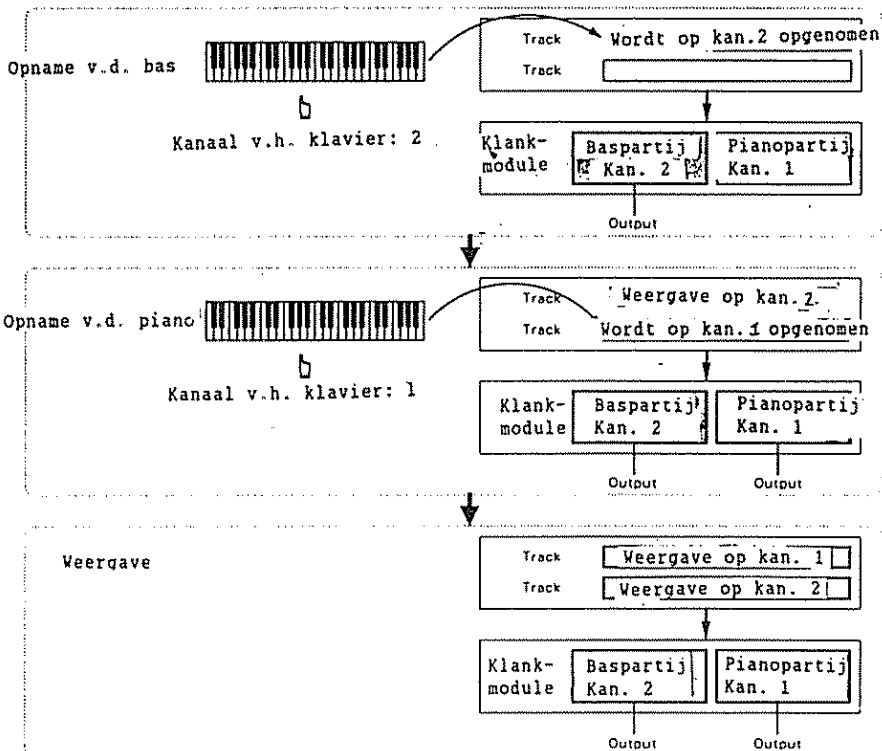 Opname v.d. bas
Kanaal v.h. klavier: 2
Track Wordt op kan.2 opgenomen
Track
Klank- Baspartij Pianopartij
module Kan. 2 Kan. 1
Output
Opname v.d. piano
Kanaal v.h. klavier: 1
Track Weergave op kan. 2
Track Wordt op kan.1 opgenomen
Klank- Baspartij Pianopartij
module Kan. 2 Kan. 1
Output Output
Weergave
Track Weergave op kan. 1
Track Weergave op kan. 2
Klank- Baspartij Pianopartij
module Kan. 2 Kan. 1
Output Output